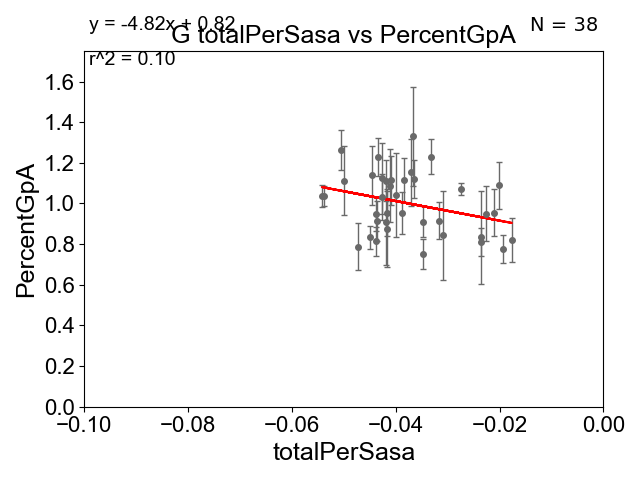 y = -4.82x + 0.82
N = 38
G totalPerSasa vs PercentGpA
r^2 = 0.10
PercentGpA
1.6
1.4
1.2
1.0
0.8
0.6
0.4
0.2
0.0
−0.10
−0.08
−0.06
−0.04
−0.02
0.00
totalPerSasa